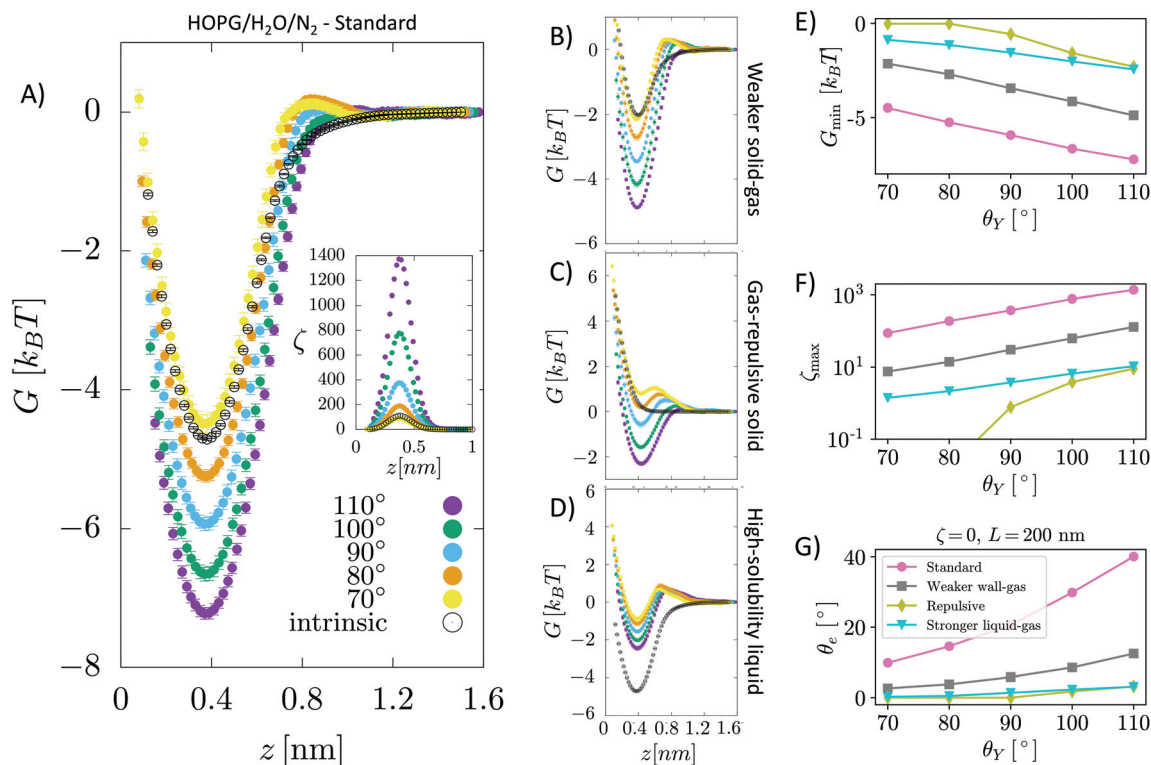 HOPG/H₂O/N₂ - Standard
A)
0
−2
−4
−6
−8
G [k_BT]
0
0.4
0.8
1.2
1.6
z [nm]
1400
1200
1000
800
600
400
200
0
ζ
0
0.5
1
z[nm]
110°
100°
90°
80°
70°
intrinsic
B)
0
−2
−4
−6
G [k_BT]
Weaker solid-gas
C)
6
4
2
0
−2
G [k_BT]
Gas-repulsive solid
D)
6
4
2
0
−2
−4
−6
G [k_BT]
High-solubility liquid
0
0.4
0.8
1.2
1.6
z[nm]
E)
0
-5
G_min [k_BT]
70
80
90
100
110
θ_Y [°]
F)
10³
10¹
10⁻¹
ζ_max
70
80
90
100
110
θ_Y [°]
G)
ζ=0, L=200 nm
40
20
0
θ_e [°]
Standard
Weaker wall-gas
Repulsive
Stronger liquid-gas
70
80
90
100
110
θ_Y [°]